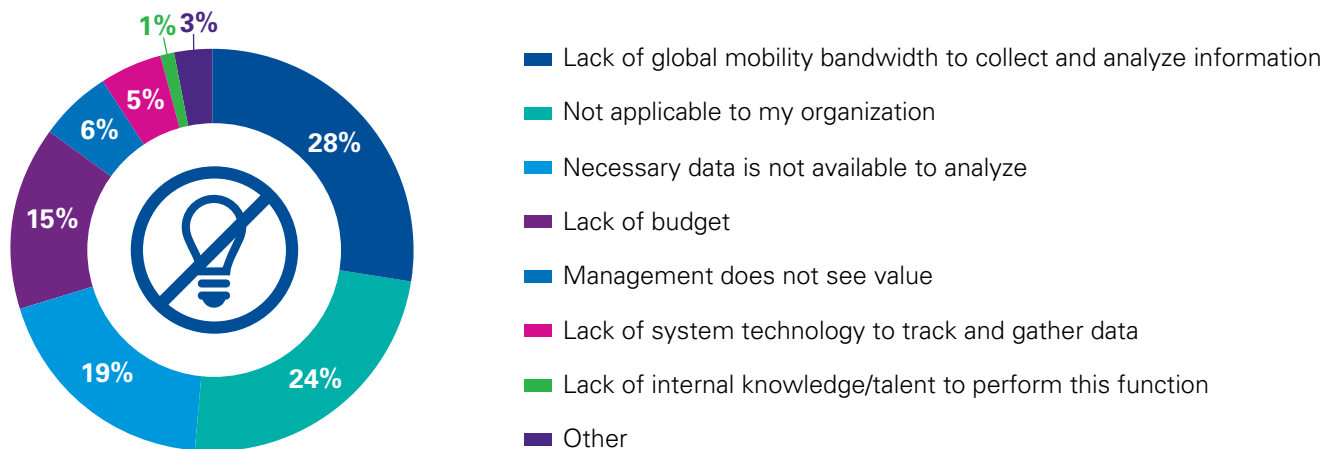 1% 3%
5%
6%
28%
15%
19%
24%
Lack of global mobility bandwidth to collect and analyze information
Not applicable to my organization
Necessary data is not available to analyze
Lack of budget
Management does not see value
Lack of system technology to track and gather data
Lack of internal knowledge/talent to perform this function
Other